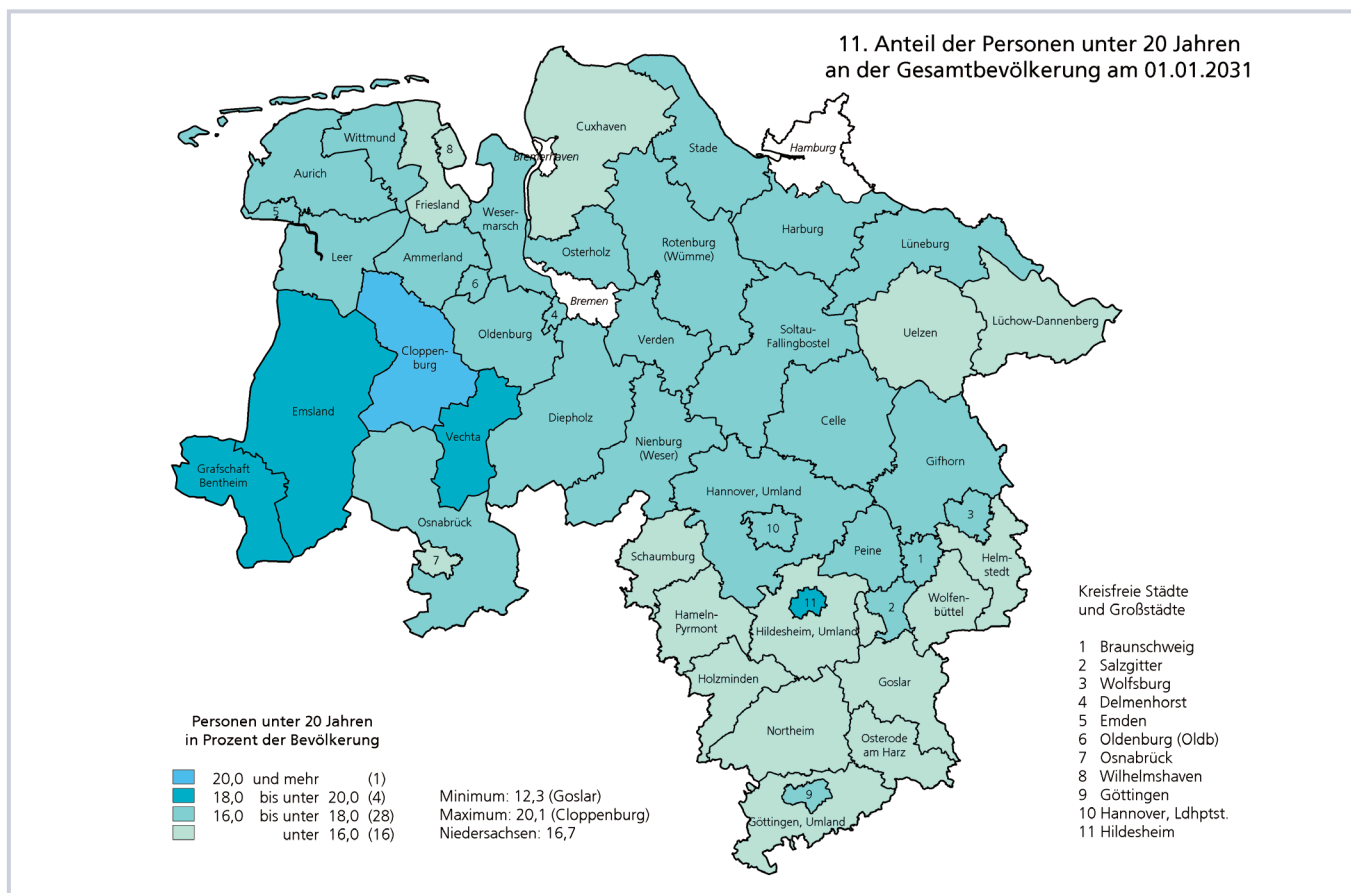 11. Anteil der Personen unter 20 Jahren
an der Gesamtbevölkerung am 01.01.2031
Cuxhaven
Bremerhaven
Stade
Hamburg
Wittmund
8
Aurich
Friesland
5
Weser-
marsch
Leer
Ammerland
Osterholz
Rotenburg
(Wümme)
Harburg
Lüneburg
6
Bremen
4
Oldenburg
Verden
Soltau-
Fallingbostel
Uelzen
Lüchow-Dannenberg
Cloppen-
burg
Emsland
Vechta
Diepholz
Nienburg
(Weser)
Celle
Gifhorn
Grafschaft
Bentheim
Osnabrück
7
Hannover, Umland
10
3
Schaumburg
Peine
1
Helm-
stedt
Hameln-
Pyrmont
11
Hildesheim, Umland
2
Wolfen-
büttel
Holzminden
Goslar
Northeim
Osterode
am Harz
9
Göttingen, Umland
Kreisfreie Städte
und Großstädte
1 Braunschweig
2 Salzgitter
3 Wolfsburg
4 Delmenhorst
5 Emden
6 Oldenburg (Oldb)
7 Osnabrück
8 Wilhelmshaven
9 Göttingen
10 Hannover, Ldhptst.
11 Hildesheim
Personen unter 20 Jahren
in Prozent der Bevölkerung
20,0 und mehr (1)
18,0 bis unter 20,0 (4)
16,0 bis unter 18,0 (28)
unter 16,0 (16)
Minimum: 12,3 (Goslar)
Maximum: 20,1 (Cloppenburg)
Niedersachsen: 16,7